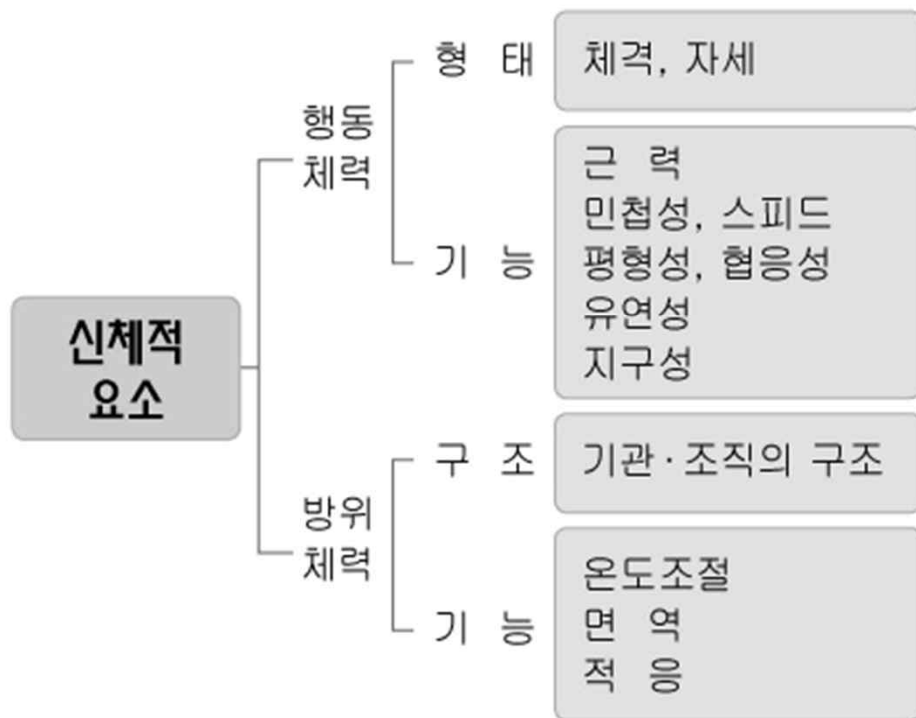 신체적
요소
행동
체력
형 태
체격, 자세
기 능
근 력
민첩성, 스피드
평형성, 협응성
유연성
지구성
방위
체력
구 조
기관·조직의 구조
기 능
온도조절
면 역
적 응